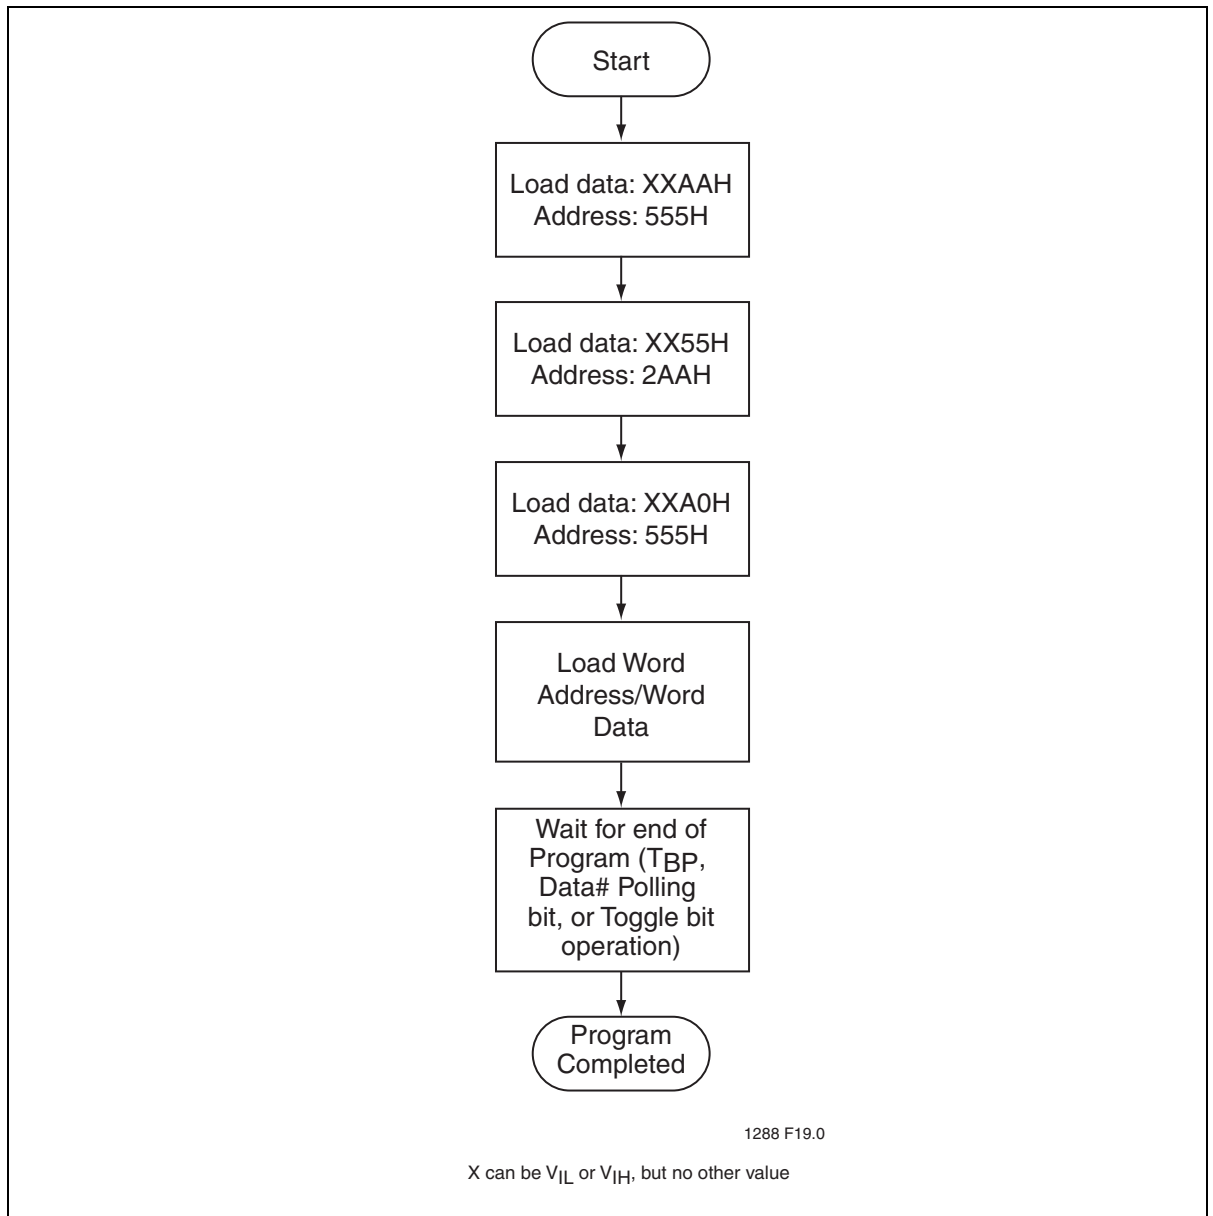 Start
Load data: XXAAH
Address: 555H
Load data: XX55H
Address: 2AAH
Load data: XXA0H
Address: 555H
Load Word
Address/Word
Data
Wait for end of
Program (TBP,
Data# Polling
bit, or Toggle bit
operation)
Program
Completed
1288 F19.0
X can be VIL or VIH, but no other value